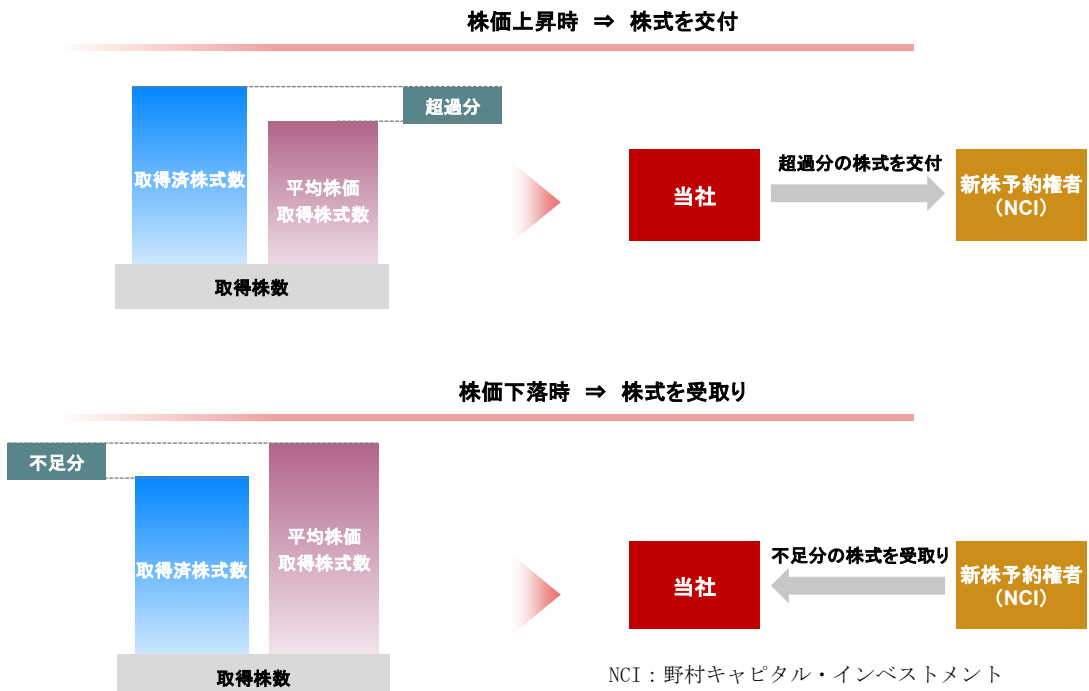 株価上昇時 ⇒ 株式を交付
超過分
取得済株式数
平均株価
取得株式数
取得株数
当社
超過分の株式を交付
新株予約権者
(NCI)
株価下落時 ⇒ 株式を受取り
不足分
取得済株式数
平均株価
取得株式数
取得株数
当社
不足分の株式を受取り
新株予約権者
(NCI)
NCI：野村キャピタル・インベストメント